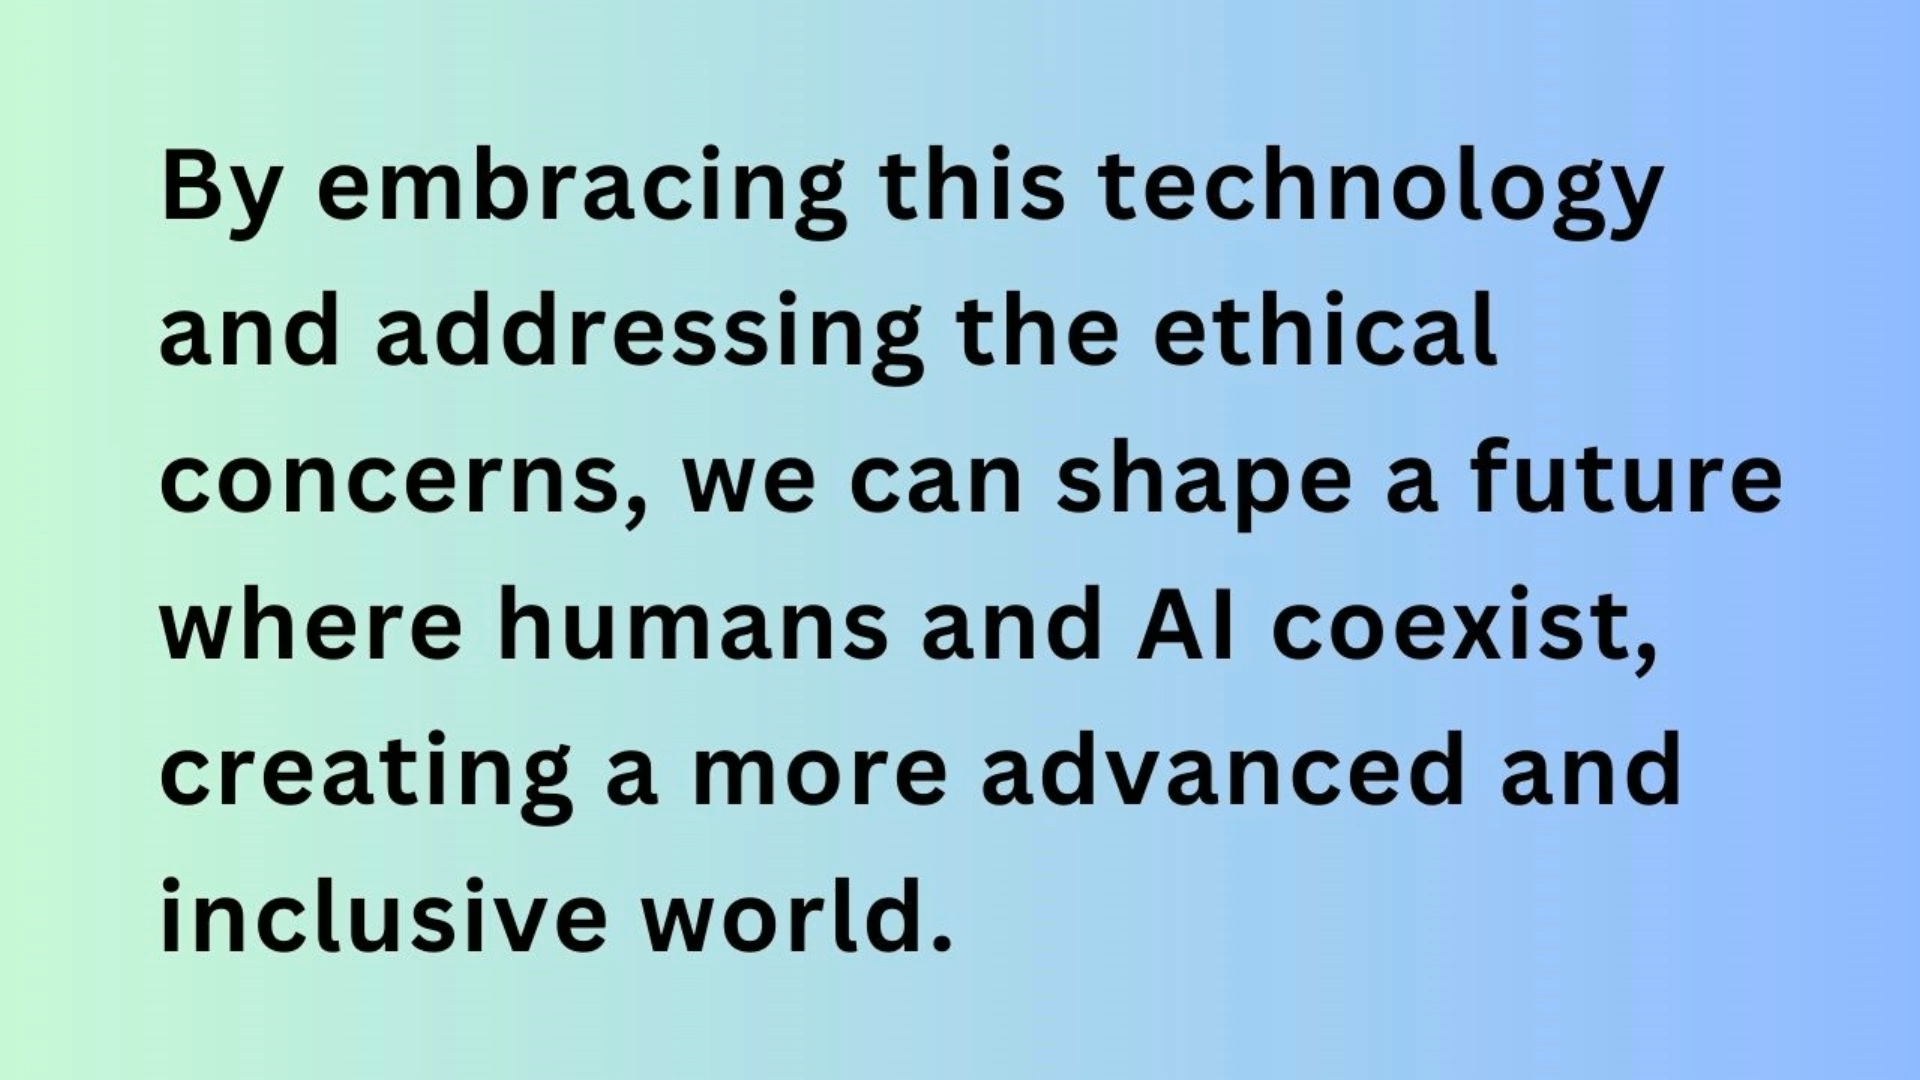 By embracing this technology
and addressing the ethical
concerns, we can shape a future
where humans and AI coexist,
creating a more advanced and
inclusive world.